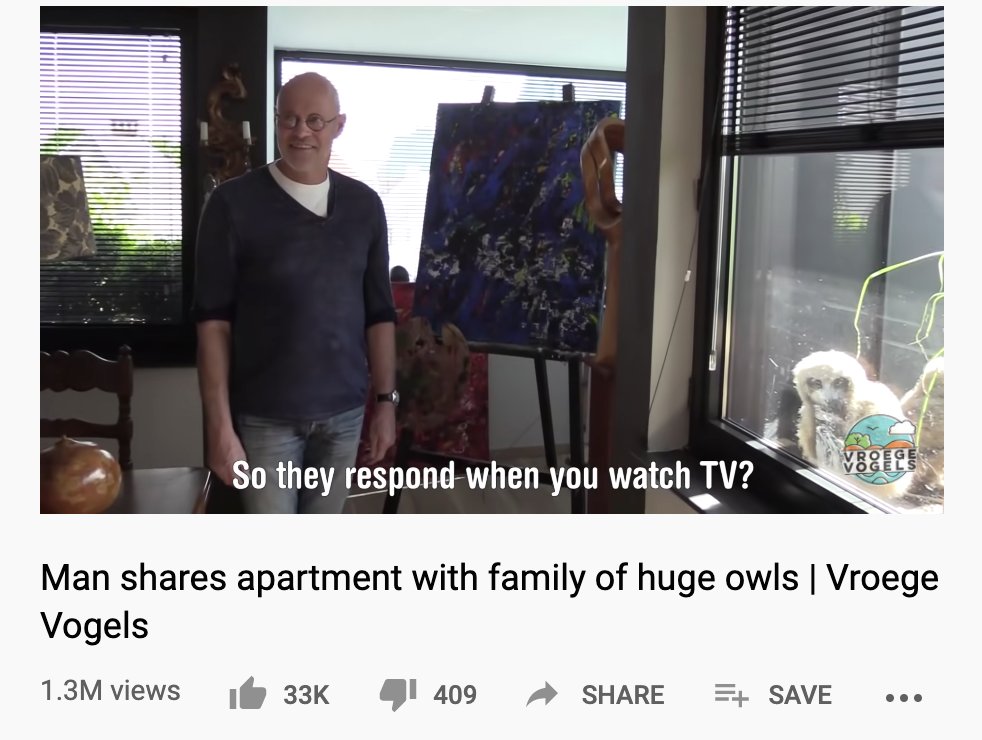 VROEGE
VOGELS
So they respond when you watch TV?
Man shares apartment with family of huge owls | Vroege
Vogels
1.3M views 33K 409 SHARE SAVE